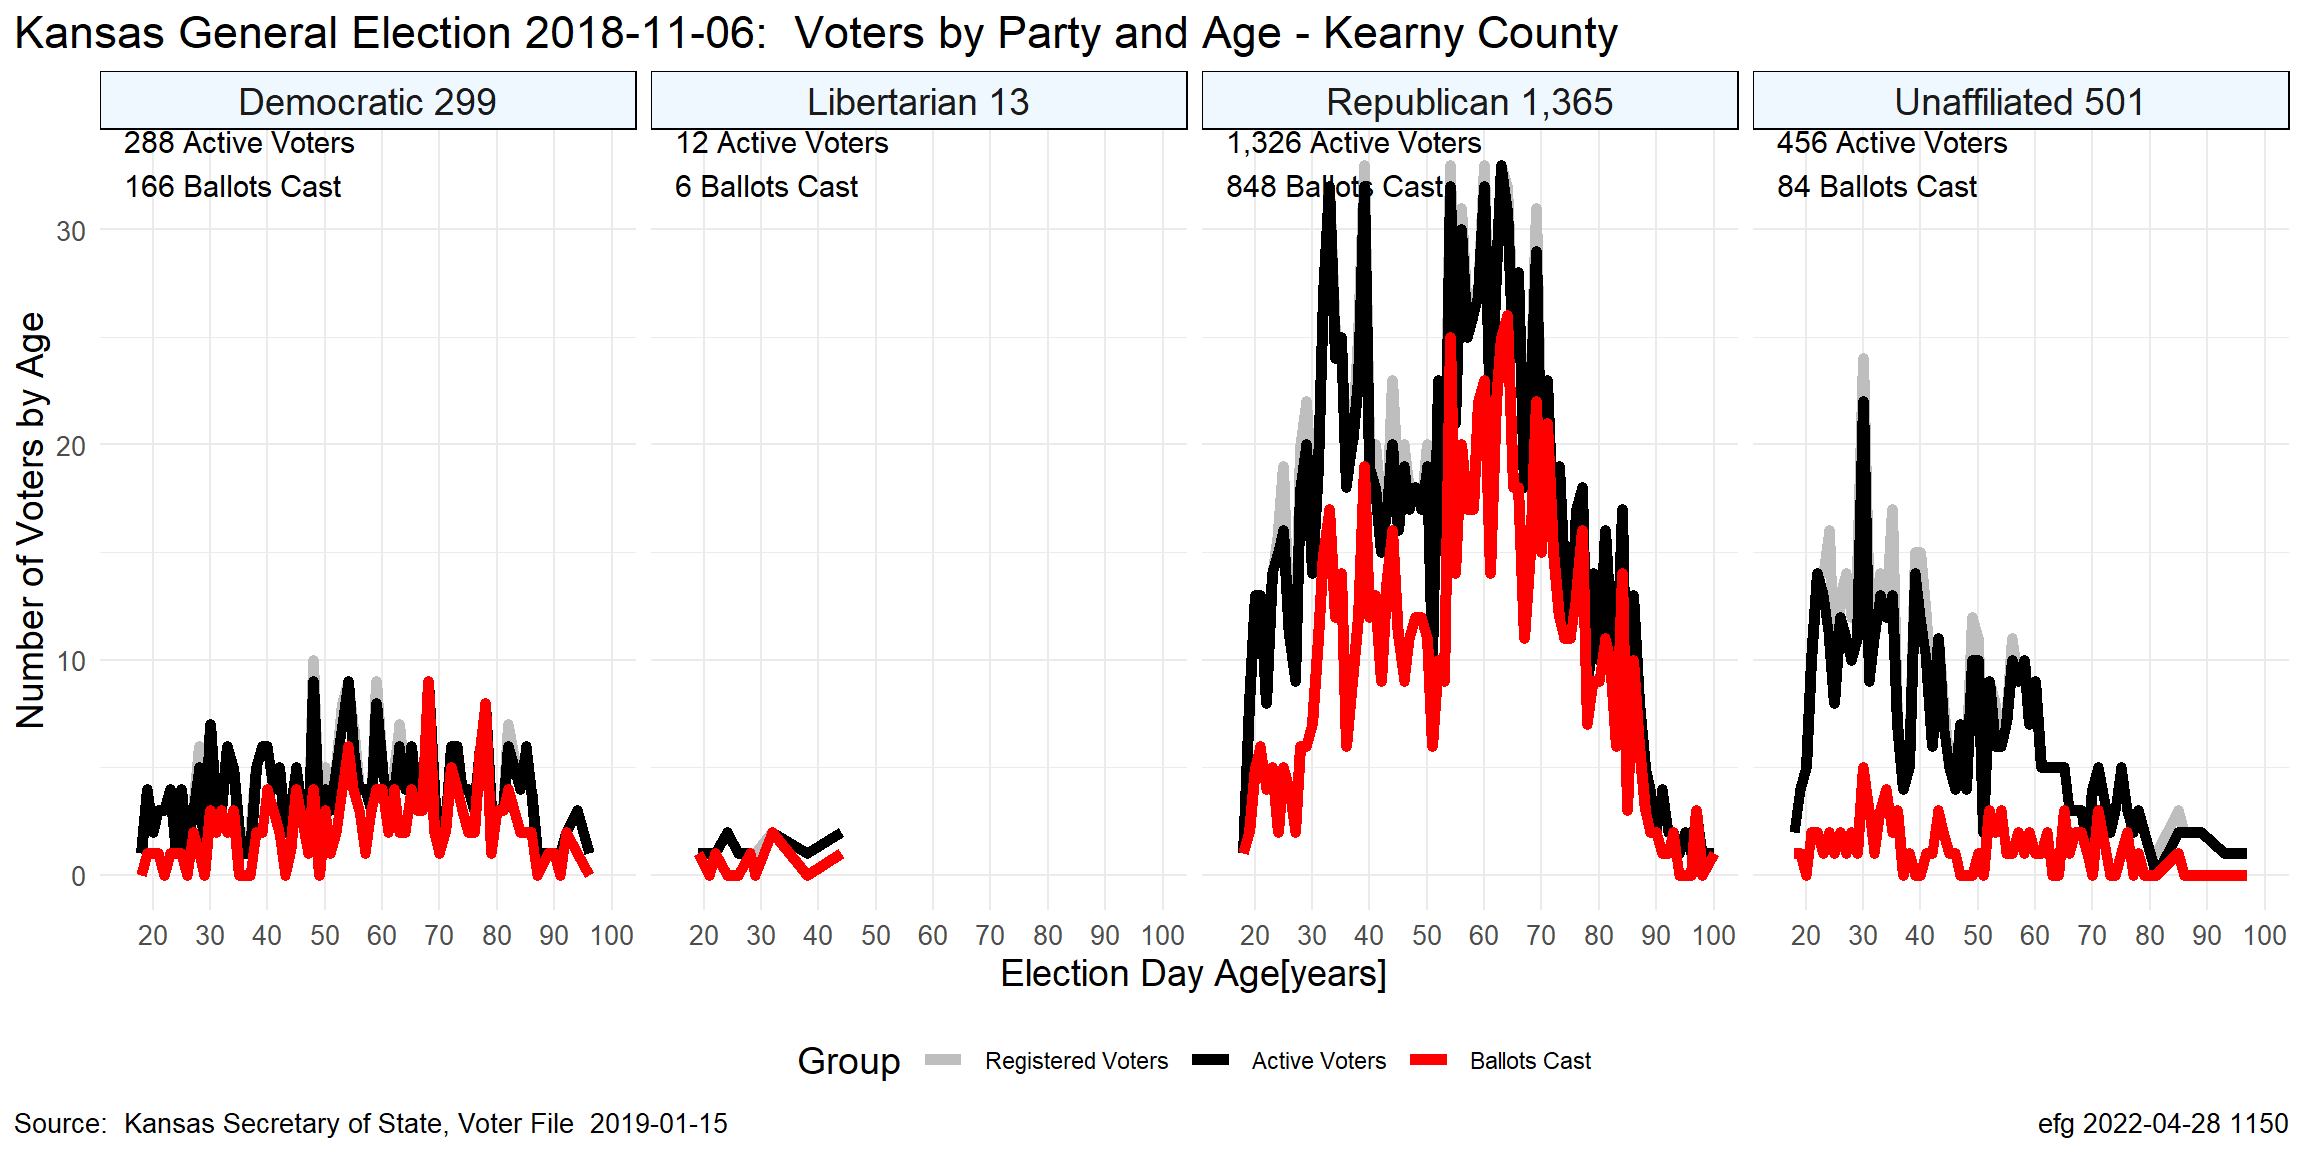 Kansas General Election 2018-11-06:  Voters by Party and Age - Kearny County
Democratic 299
Libertarian 13
Republican 1,365
Unaffiliated 501
288 Active Voters
166 Ballots Cast
12 Active Voters
6 Ballots Cast
1,326 Active Voters
848 Ballots Cast
456 Active Voters
84 Ballots Cast
Number of Voters by Age
30
20
10
0
20 30 40 50 60 70 80 90 100
20 30 40 50 60 70 80 90 100
20 30 40 50 60 70 80 90 100
20 30 40 50 60 70 80 90 100
Election Day Age[years]
Group Registered Voters Active Voters Ballots Cast
Source:  Kansas Secretary of State, Voter File  2019-01-15
efg 2022-04-28 1150